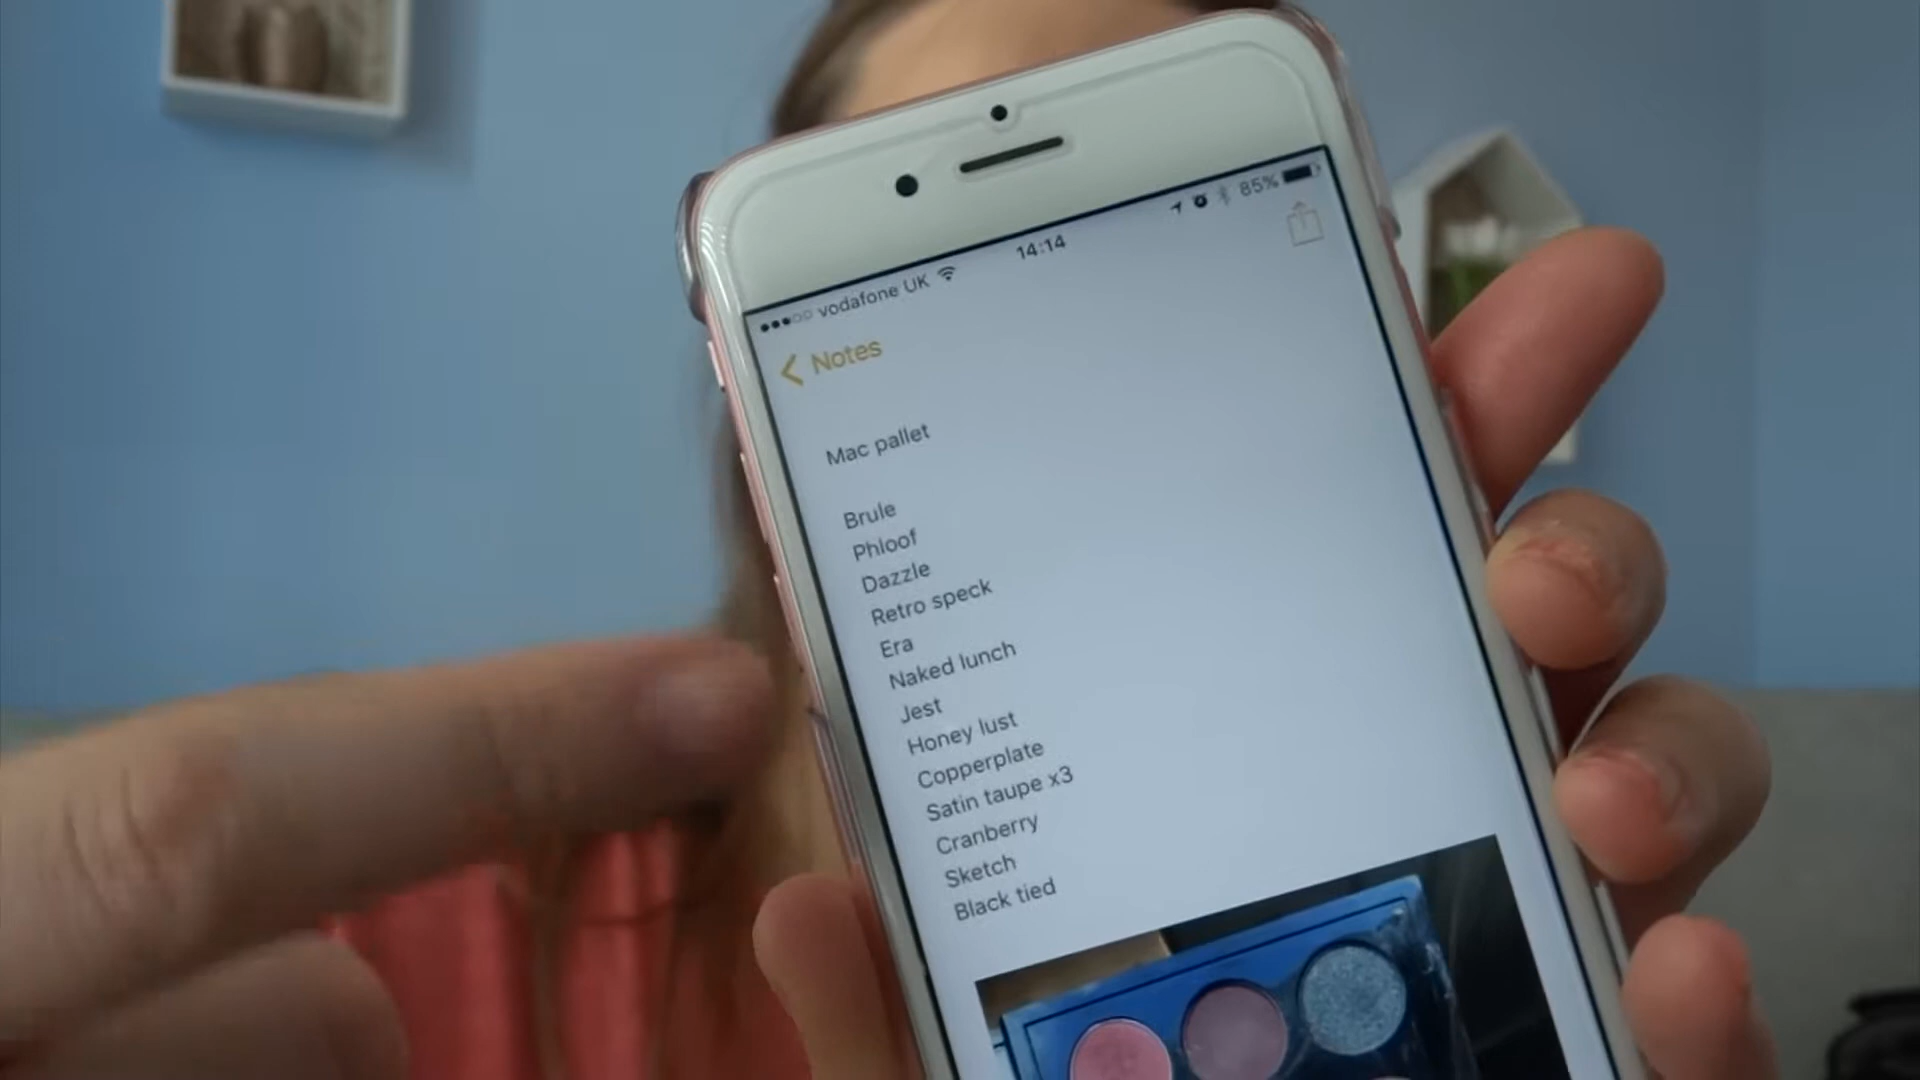 vodafone UK 14:14 85%
Notes
Mac pallet
Brule
Phloof
Dazzle
Retro speck
Era
Naked lunch
Jest
Honey lust
Copperplate
Satin taupe x3
Cranberry
Sketch
Black tied